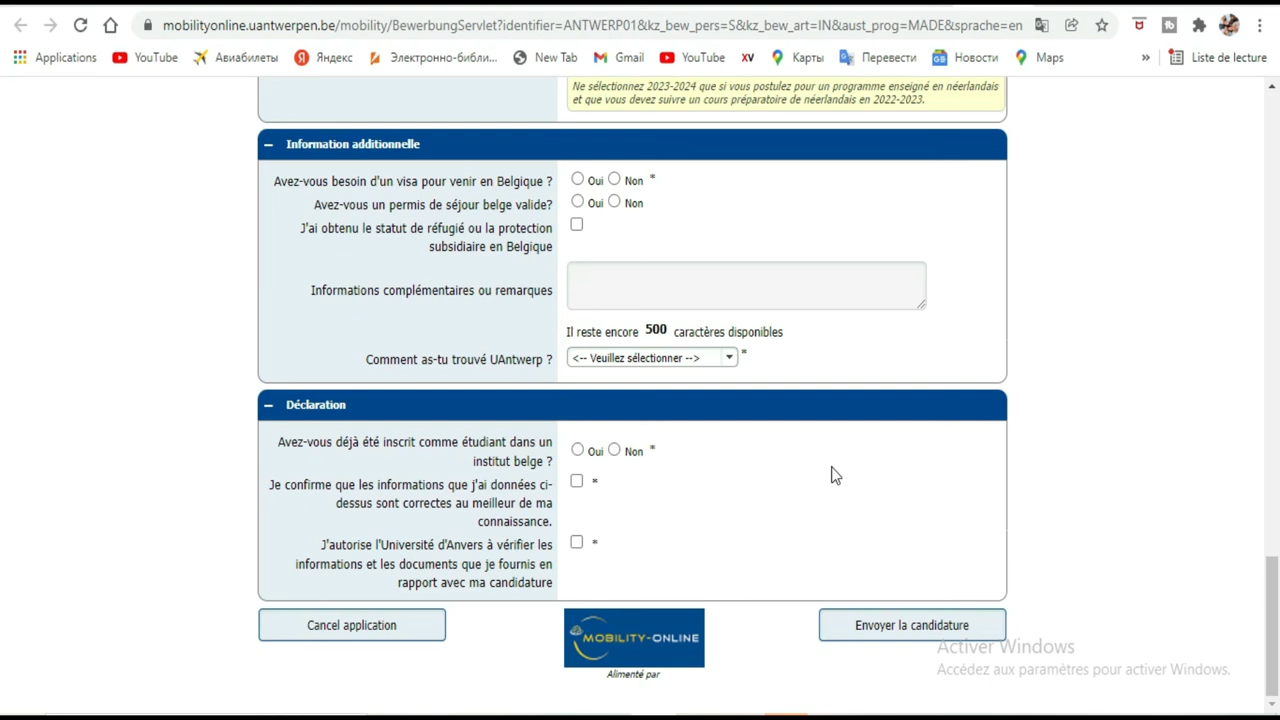 mobilityonline.uantwerpen.be/mobility/BewerbungServlet?identifier=ANTWERP01&kz_bew_pers=S&kz_bew_art=IN&aust_prog=MADE&sprache=en
Applications YouTube Авиабилеты Яндекс Электронно-библи... New Tab Gmail YouTube XV Карты Перевести Новости Maps » Liste de lecture
Ne sélectionnez 2023-2024 que si vous postulez pour un programme enseigné en néerlandais
et que vous devez suivre un cours préparatoire de néerlandais en 2022-2023.
Information additionnelle
Avez-vous besoin d'un visa pour venir en Belgique ? Oui Non *
Avez-vous un permis de séjour belge valide? Oui Non
J'ai obtenu le statut de réfugié ou la protection
subsidiaire en Belgique
Informations complémentaires ou remarques
Il reste encore 500 caractères disponibles
Comment as-tu trouvé UAntwerp ? <-- Veuillez sélectionner --> *
Déclaration
Avez-vous déjà été inscrit comme étudiant dans un
institut belge ? Oui Non *
Je confirme que les informations que j'ai données ci- *
dessus sont correctes au meilleur de ma
connaissance.
J'autorise l'Université d'Anvers à vérifier les *
informations et les documents que je fournis en
rapport avec ma candidature
Cancel application MOBILITY-ONLINE Envoyer la candidature
Alimenté par
Activer Windows
Accédez aux paramètres pour activer Windows.